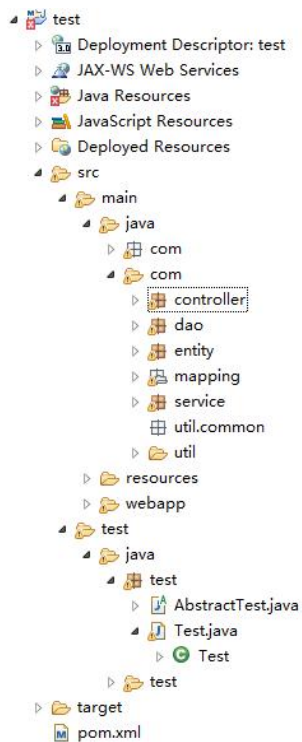 test
Deployment Descriptor: test
JAX-WS Web Services
Java Resources
JavaScript Resources
Deployed Resources
src
main
java
com
com
controller
dao
entity
mapping
service
util.common
util
resources
webapp
test
java
test
AbstractTest.java
Test.java
Test
test
target
pom.xml